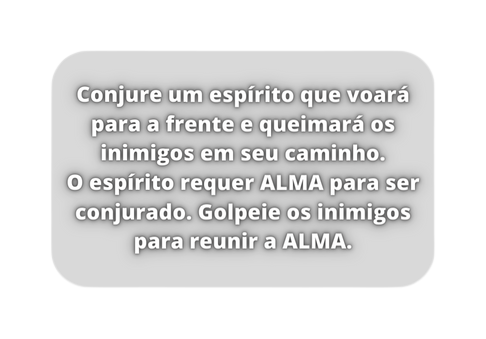 Conjure um espírito que voará
para a frente e queimará os
inimigos em seu caminho.
O espírito requer ALMA para ser
conjurado. Golpeie os inimigos
para reunir a ALMA.